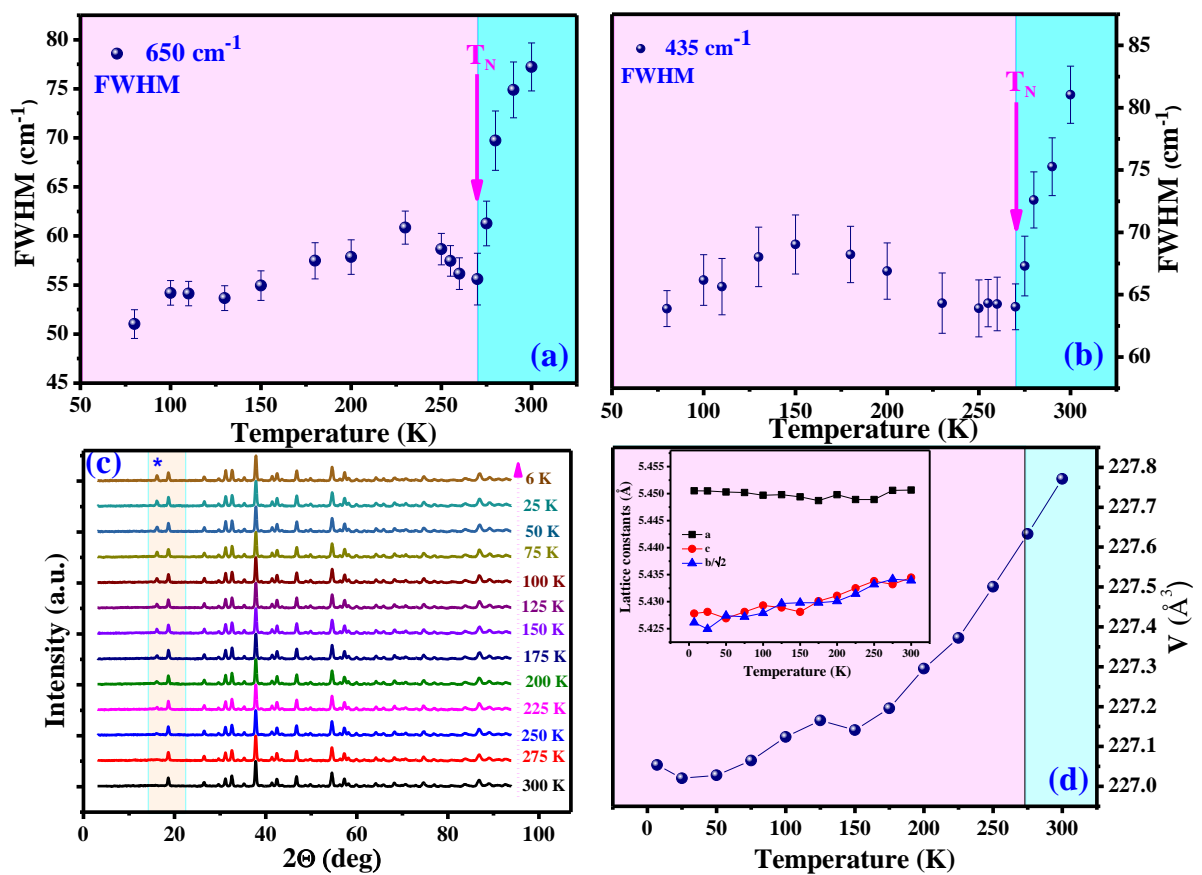 80
75
70
65
60
55
50
45
FWHM (cm⁻¹)
650 cm⁻¹
FWHM
T_N
(a)
50 100 150 200 250 300
Temperature (K)
435 cm⁻¹
FWHM
T_N
(b)
85
80
75
70
65
60
FWHM (cm⁻¹)
50 100 150 200 250 300
Temperature (K)
(c)
*
6 K
25 K
50 K
75 K
100 K
125 K
150 K
175 K
200 K
225 K
250 K
275 K
300 K
Intensity (a.u.)
0 20 40 60 80 100
2Θ (deg)
5.455
5.450
5.445
5.440
5.435
5.430
5.425
Lattice constants (Å)
a
c
b/√2
0 50 100 150 200 250 300
Temperature (K)
(d)
227.8
227.7
227.6
227.5
227.4
227.3
227.2
227.1
227.0
V (Å³)
0 50 100 150 200 250 300
Temperature (K)